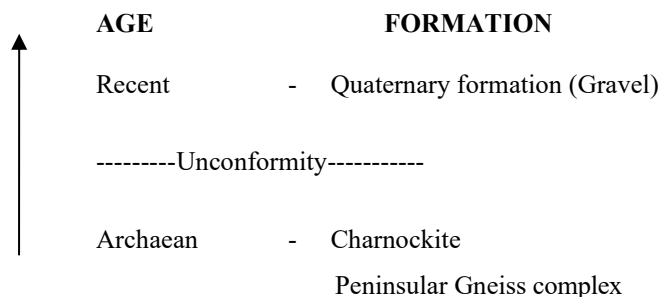 AGE FORMATION
Recent - Quaternary formation (Gravel)
---------Unconformity-----------
Archaean - Charnockite
Peninsular Gneiss complex